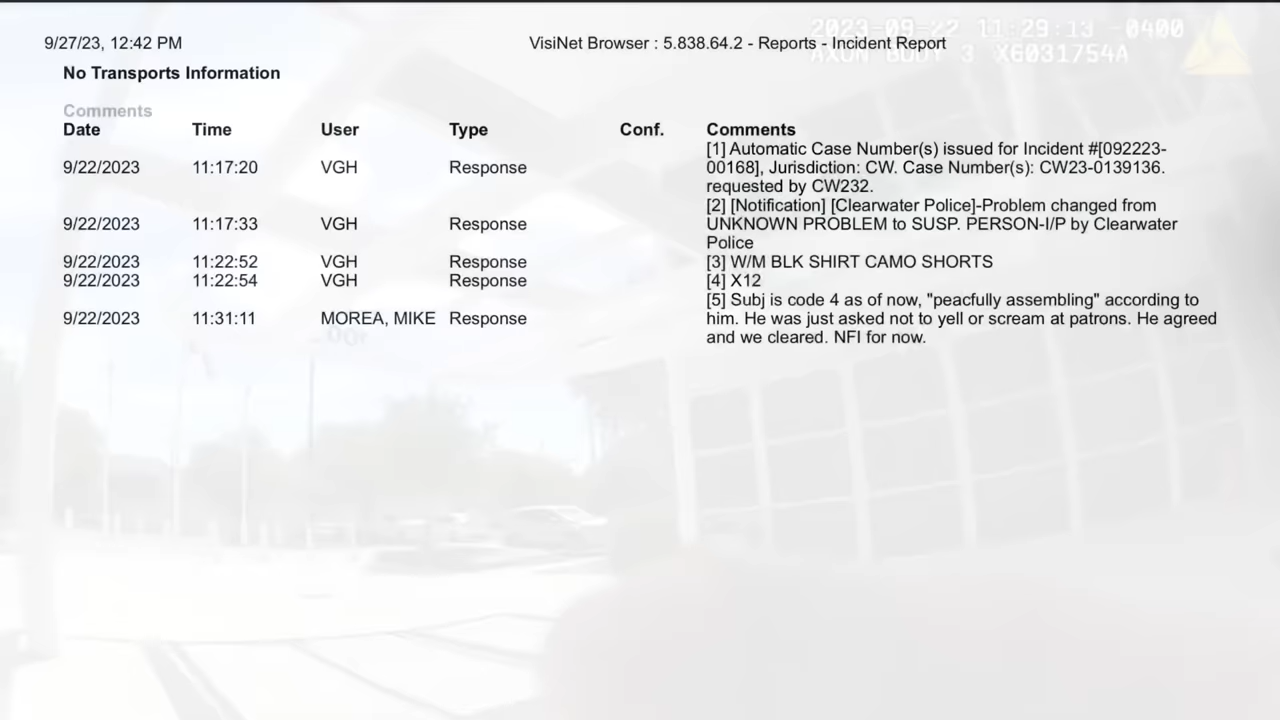 2023-09-22 11:29:13 -0400
AXON BODY 3 X6031754A
9/27/23, 12:42 PM VisiNet Browser : 5.838.64.2 - Reports - Incident Report
No Transports Information
Comments
Date Time User Type Conf. Comments
9/22/2023 11:17:20 VGH Response [1] Automatic Case Number(s) issued for Incident #[092223-
00168], Jurisdiction: CW. Case Number(s): CW23-0139136.
requested by CW232.
9/22/2023 11:17:33 VGH Response [2] [Notification] [Clearwater Police]-Problem changed from
UNKNOWN PROBLEM to SUSP. PERSON-I/P by Clearwater
Police
9/22/2023 11:22:52 VGH Response [3] W/M BLK SHIRT CAMO SHORTS
9/22/2023 11:22:54 VGH Response [4] X12
9/22/2023 11:31:11 MOREA, MIKE Response [5] Subj is code 4 as of now, "peacfully assembling" according to
him. He was just asked not to yell or scream at patrons. He agreed
and we cleared. NFI for now.